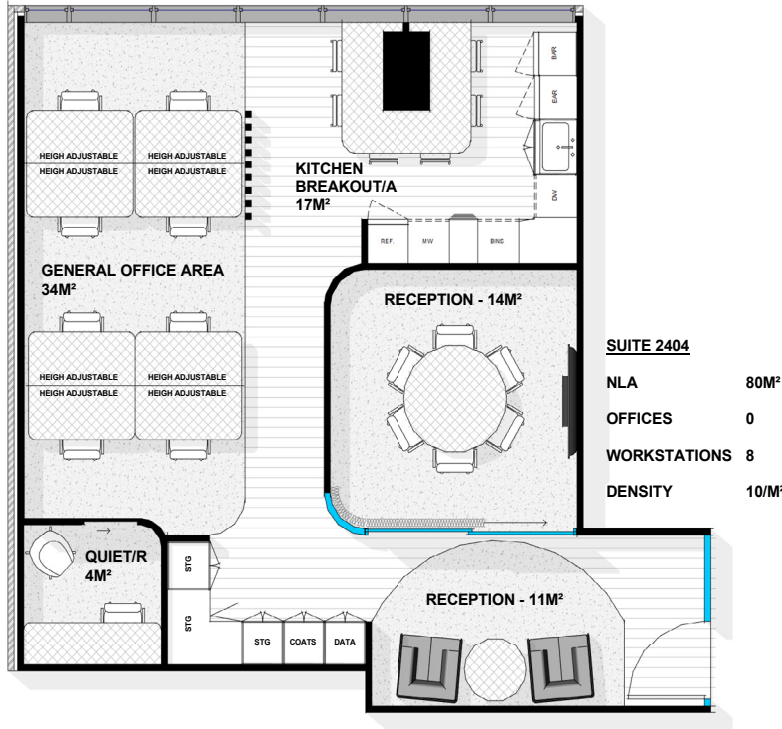 BAR
EAR
HEIGH ADJUSTABLE HEIGH ADJUSTABLE
HEIGH ADJUSTABLE HEIGH ADJUSTABLE
KITCHEN
BREAKOUT/A
17M²
DW
REF. MW BINS
GENERAL OFFICE AREA
34M²
RECEPTION - 14M²
HEIGH ADJUSTABLE HEIGH ADJUSTABLE
HEIGH ADJUSTABLE HEIGH ADJUSTABLE
SUITE 2404
NLA 80M²
OFFICES 0
WORKSTATIONS 8
DENSITY 10/M²
QUIET/R
4M²
STG
STG
STG COATS DATA
RECEPTION - 11M²